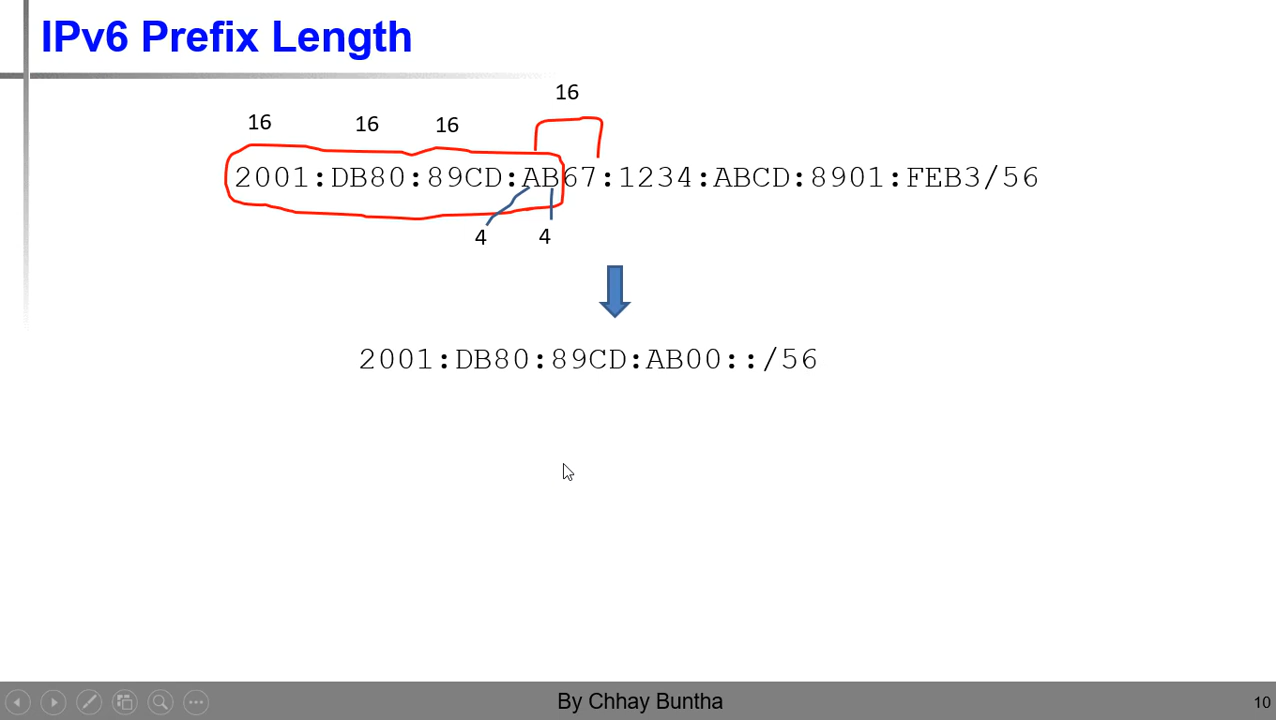 IPv6 Prefix Length
16
16 16 16
2001:DB80:89CD:AB67:1234:ABCD:8901:FEB3/56
4 4
2001:DB80:89CD:AB00::/56
By Chhay Buntha
10